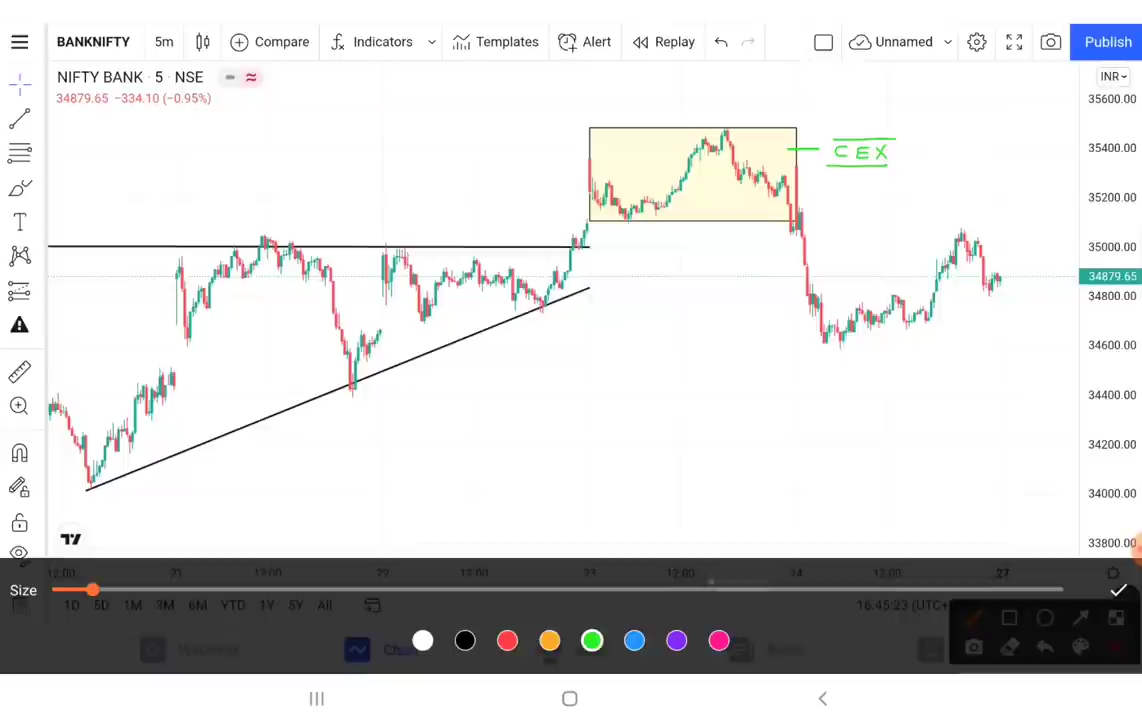 BANKNIFTY 5m Compare Indicators Templates Alert Replay Unnamed Publish
NIFTY BANK · 5 · NSE
34879.65 −334.10 (−0.95%)
INR
35600.00
35400.00
CEX
35200.00
35000.00
34879.65
34800.00
34600.00
34400.00
34200.00
34000.00
33800.00
12:00 21 12:00 22 12:00 23 12:00 24 12:00 27
Size
1D 5D 1M 3M 6M YTD 1Y 5Y All 16:45:23 (UTC+